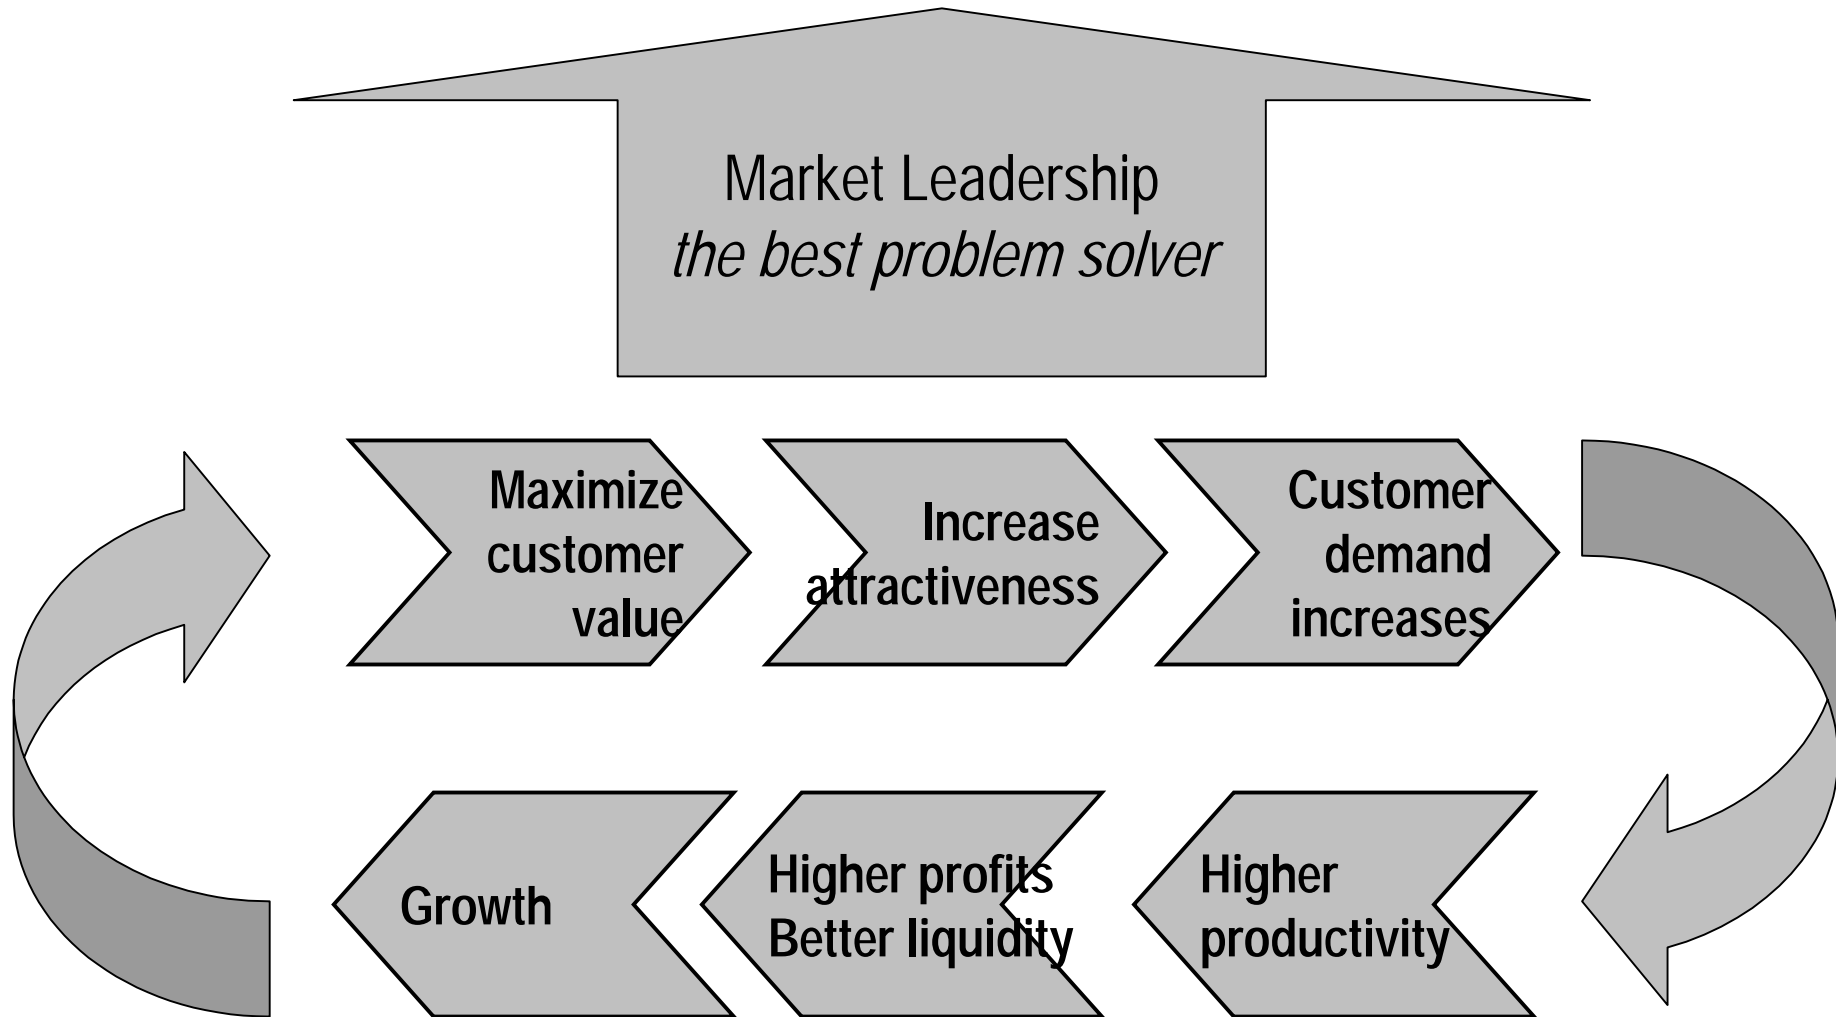 Market Leadership
the best problem solver
Maximize
customer
value
Increase
attractiveness
Customer
demand
increases
Growth
Higher profits
Better liquidity
Higher
productivity